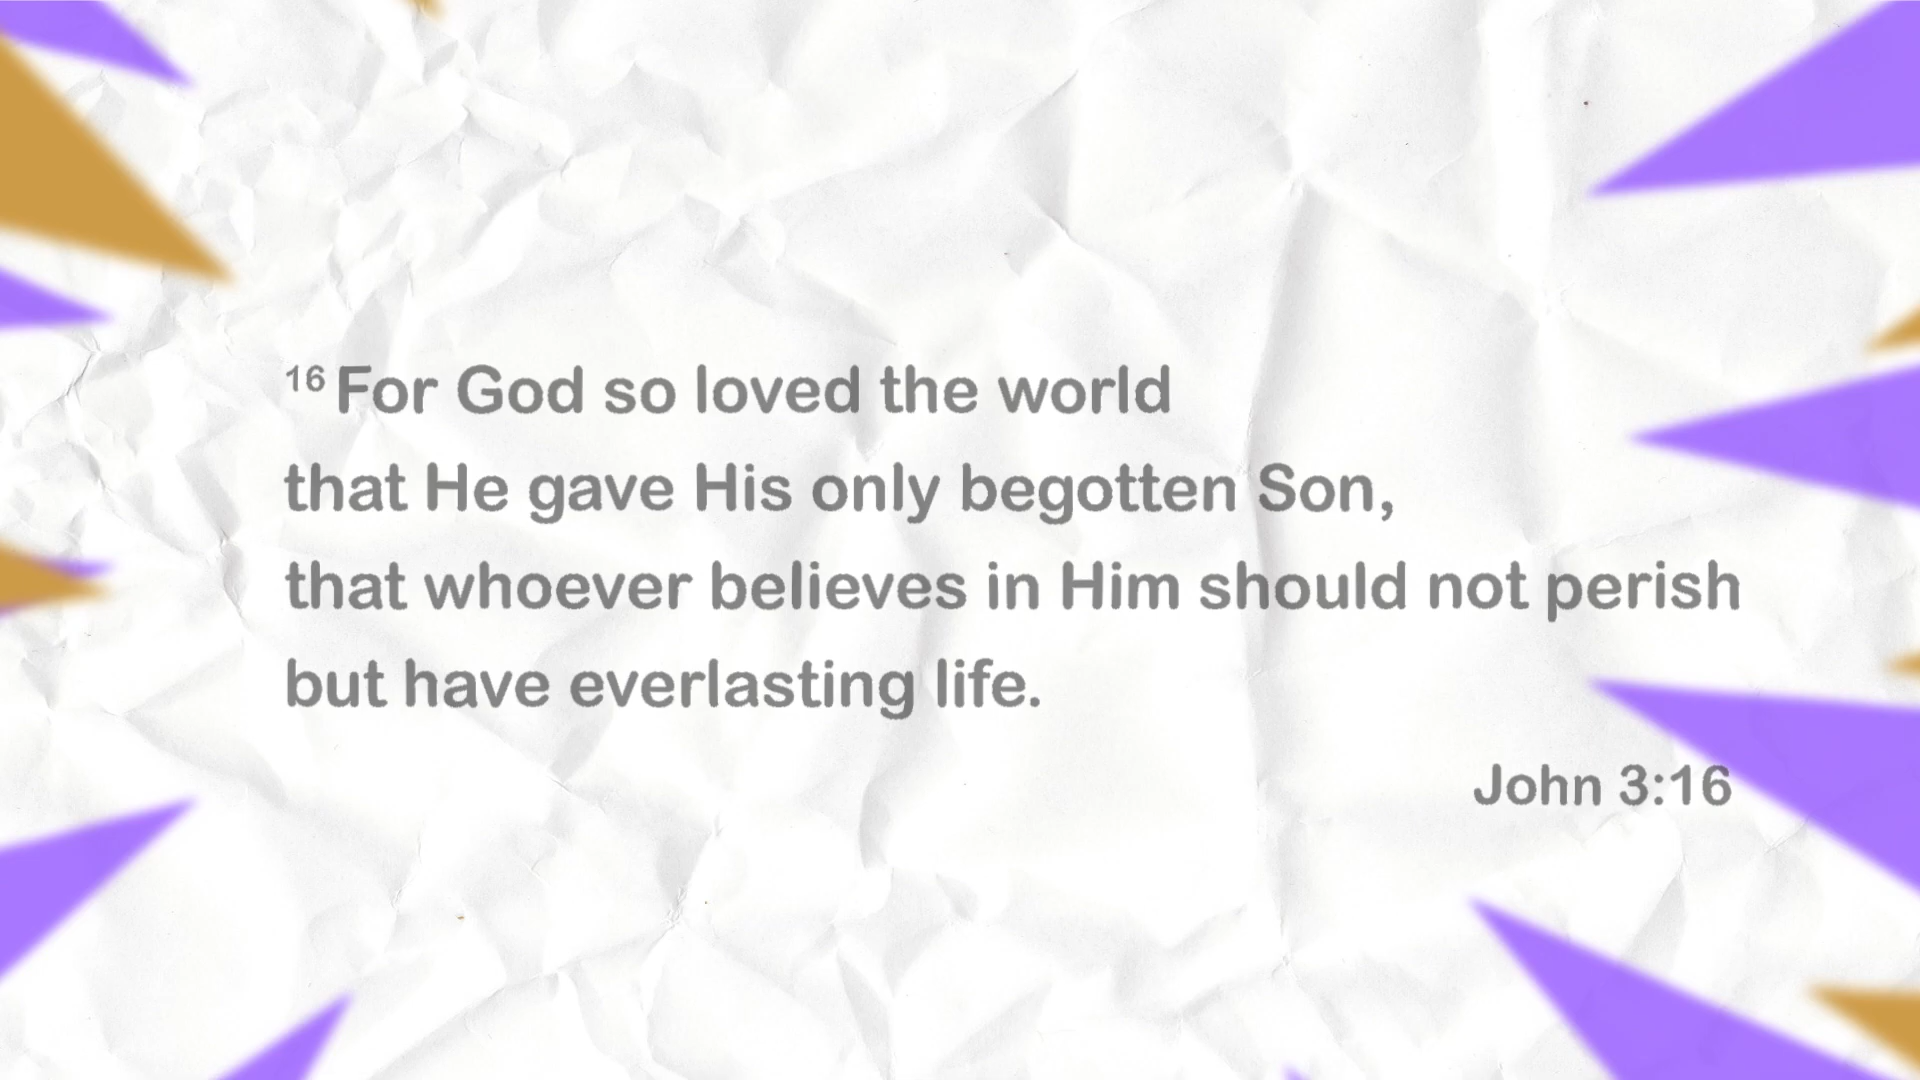 16 For God so loved the world
that He gave His only begotten Son,
that whoever believes in Him should not perish
but have everlasting life.
John 3:16